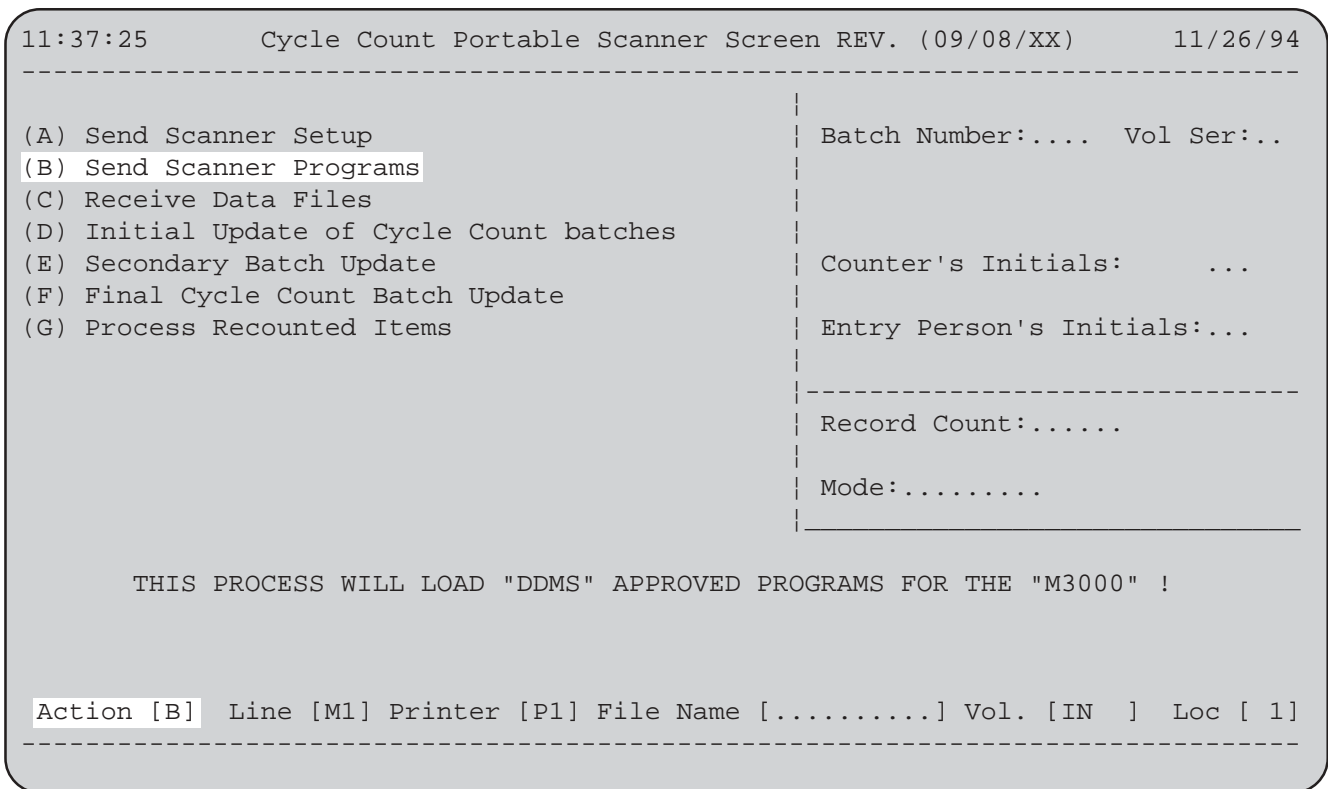 11:37:25 Cycle Count Portable Scanner Screen REV. (09/08/XX) 11/26/94
(A) Send Scanner Setup Batch Number:.... Vol Ser:..
(B) Send Scanner Programs
(C) Receive Data Files
(D) Initial Update of Cycle Count batches
(E) Secondary Batch Update Counter's Initials: ...
(F) Final Cycle Count Batch Update
(G) Process Recounted Items Entry Person's Initials:...
Record Count:......
Mode:.........
THIS PROCESS WILL LOAD "DDMS" APPROVED PROGRAMS FOR THE "M3000" !
Action [B] Line [M1] Printer [P1] File Name [..........] Vol. [IN ] Loc [ 1]